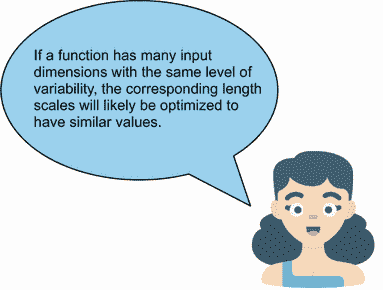 If a function has many input
dimensions with the same level of
variability, the corresponding length
scales will likely be optimized to
have similar values.